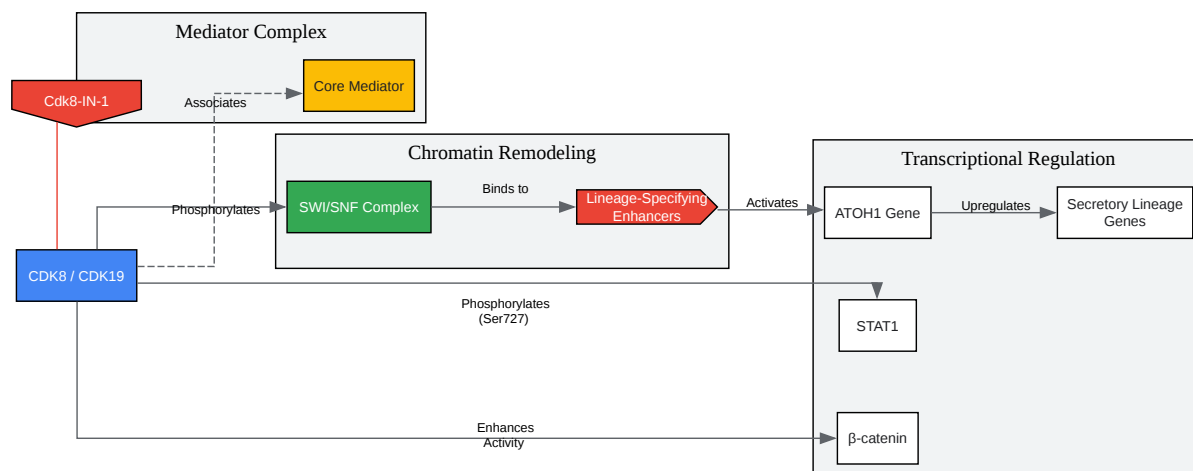 Mediator Complex
Core Mediator
Cdk8-IN-1
Associates
Chromatin Remodeling
Transcriptional Regulation
Binds to
Lineage-Specifying
Enhancers
Phosphorylates
SWI/SNF Complex
Activates
ATOH1 Gene
Upregulates
Secretory Lineage
Genes
CDK8 / CDK19
Phosphorylates
(Ser727)
STAT1
Enhances
Activity
β-catenin